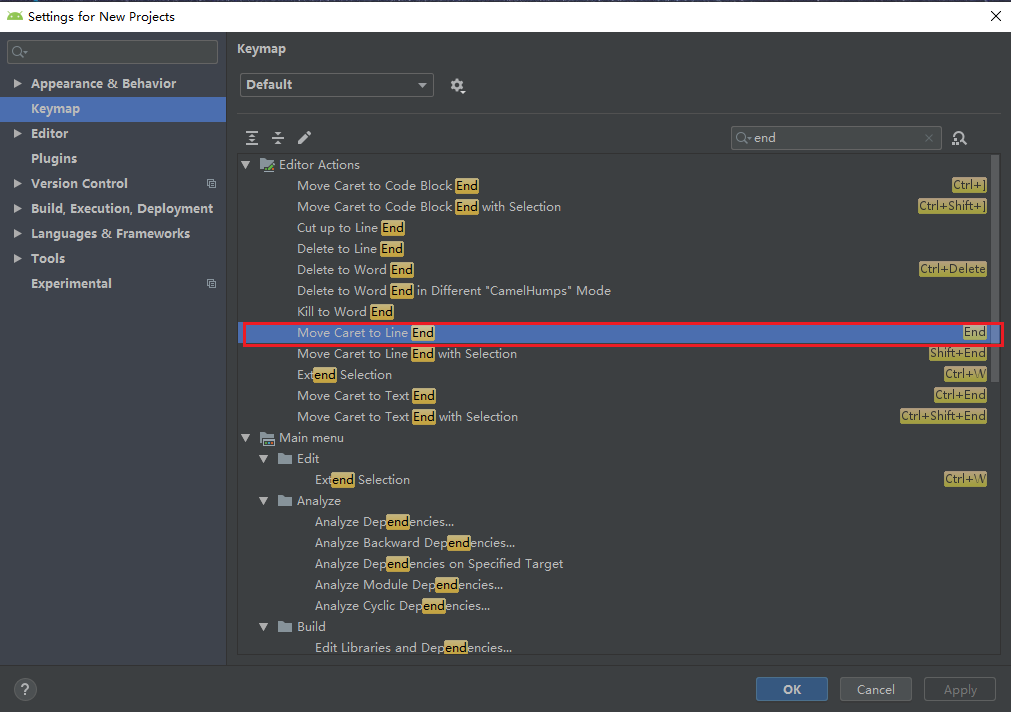 Settings for New Projects
Appearance & Behavior
Keymap
Editor
Plugins
Version Control
Build, Execution, Deployment
Languages & Frameworks
Tools
Experimental
Keymap
Default
end
Editor Actions
Move Caret to Code Block End Ctrl+]
Move Caret to Code Block End with Selection Ctrl+Shift+]
Cut up to Line End
Delete to Line End
Delete to Word End Ctrl+Delete
Delete to Word End in Different "CamelHumps" Mode
Kill to Word End
Move Caret to Line End End
Move Caret to Line End with Selection Shift+End
Extend Selection Ctrl+W
Move Caret to Text End Ctrl+End
Move Caret to Text End with Selection Ctrl+Shift+End
Main menu
Edit
Extend Selection Ctrl+W
Analyze
Analyze Dependencies...
Analyze Backward Dependencies...
Analyze Dependencies on Specified Target
Analyze Module Dependencies...
Analyze Cyclic Dependencies...
Build
Edit Libraries and Dependencies...
?
OK Cancel Apply